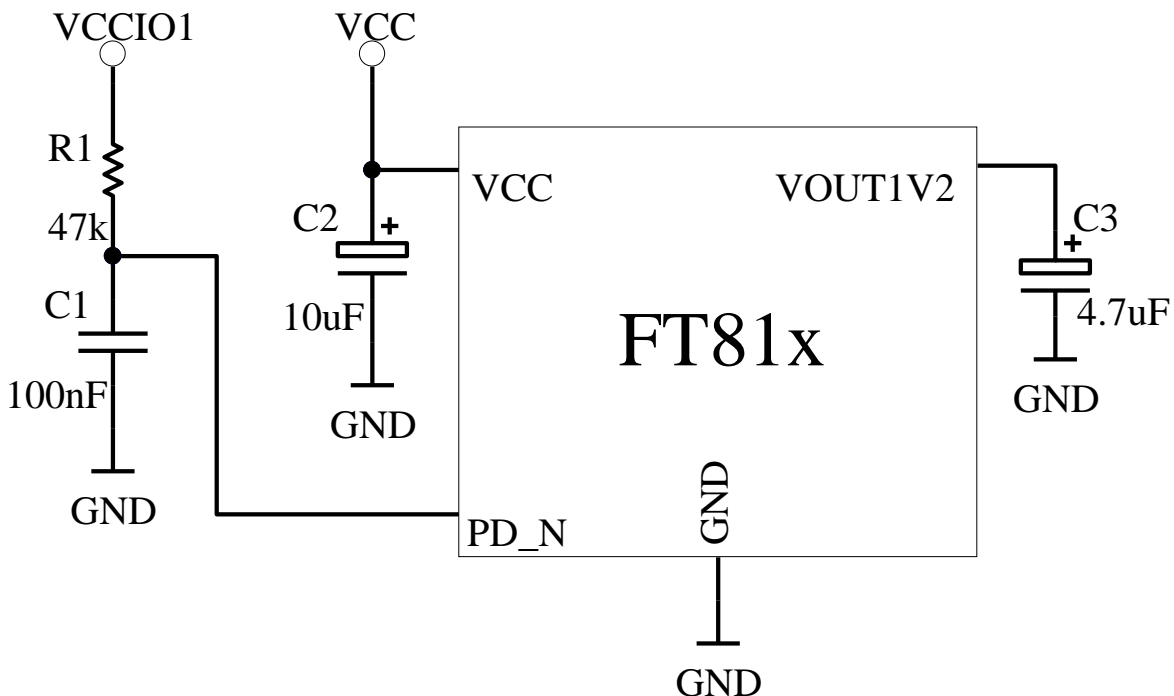 VCCIO1
VCC
R1
47k
C1
100nF
GND
C2
+
10uF
GND
VCC
VOUT1V2
FT81x
PD_N
GND
GND
C3
+
4.7uF
GND